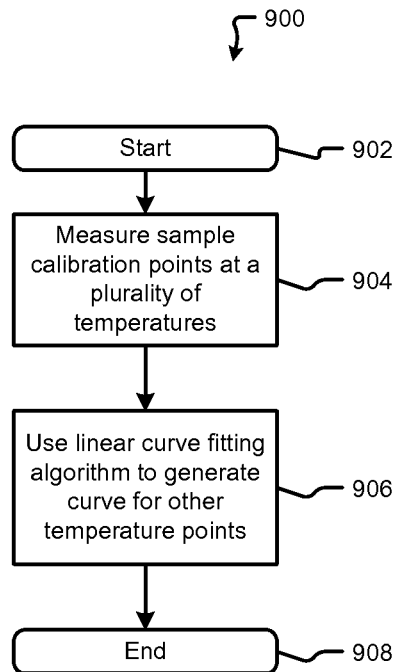 900
Start
902
Measure sample
calibration points at a
plurality of
temperatures
904
Use linear curve fitting
algorithm to generate
curve for other
temperature points
906
End
908